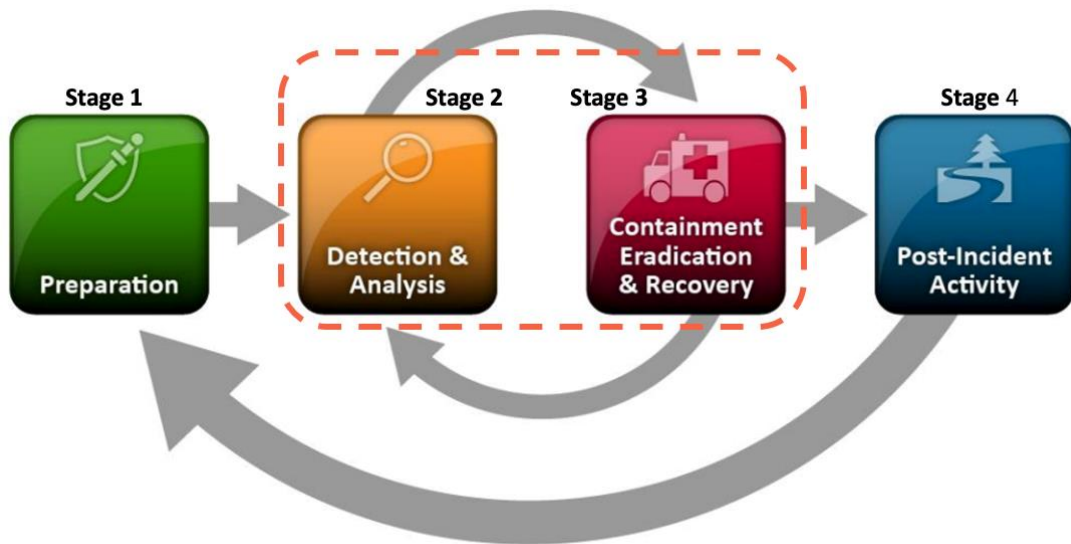 Stage 1
Stage 2
Stage 3
Stage 4
Preparation
Detection &
Analysis
Containment
Eradication
& Recovery
Post-Incident
Activity